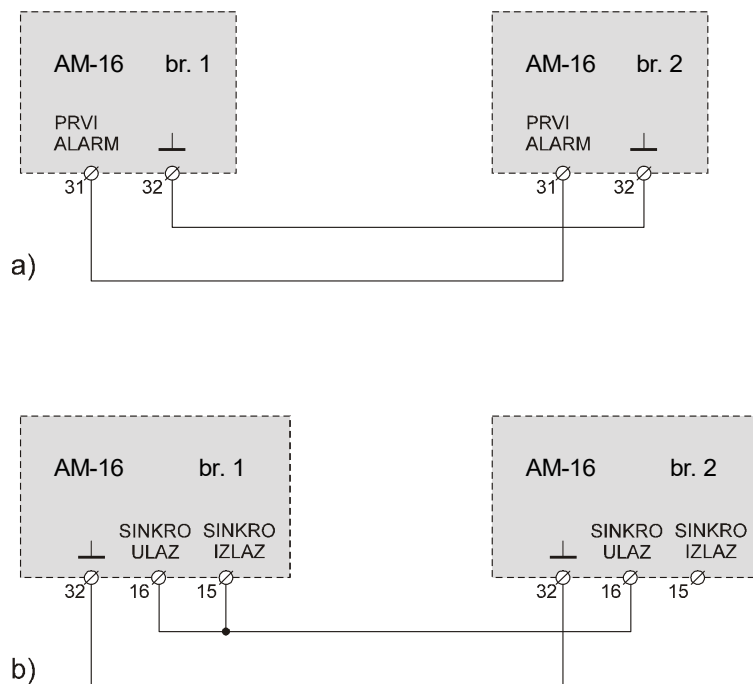 AM-16 br. 1
PRVI
ALARM
31 32
AM-16 br. 2
PRVI
ALARM
31 32
a)
AM-16 br. 1
SINKRO SINKRO
ULAZ IZLAZ
32 16 15
AM-16 br. 2
SINKRO SINKRO
ULAZ IZLAZ
32 16 15
b)